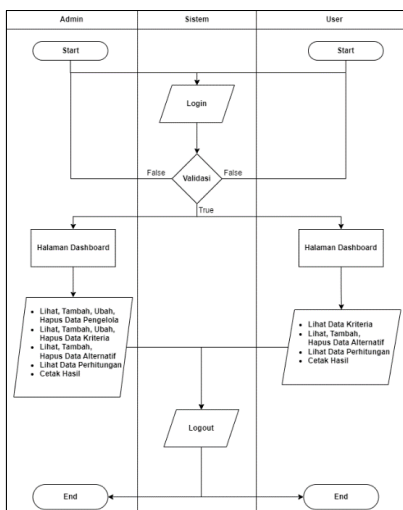 Admin
Sistem
User
Start
Start
Login
False
Validasi
False
True
Halaman Dashboard
Halaman Dashboard
• Lihat, Tambah, Ubah,
Hapus Data Pengelola
• Lihat, Tambah, Ubah,
Hapus Data Kriteria
• Lihat, Tambah,
Hapus Data Alternatif
• Lihat Data Perhitungan
• Cetak Hasil
• Lihat Data Kriteria
• Lihat, Tambah,
Hapus Data Alternatif
• Lihat Data Perhitungan
• Cetak Hasil
Logout
End
End